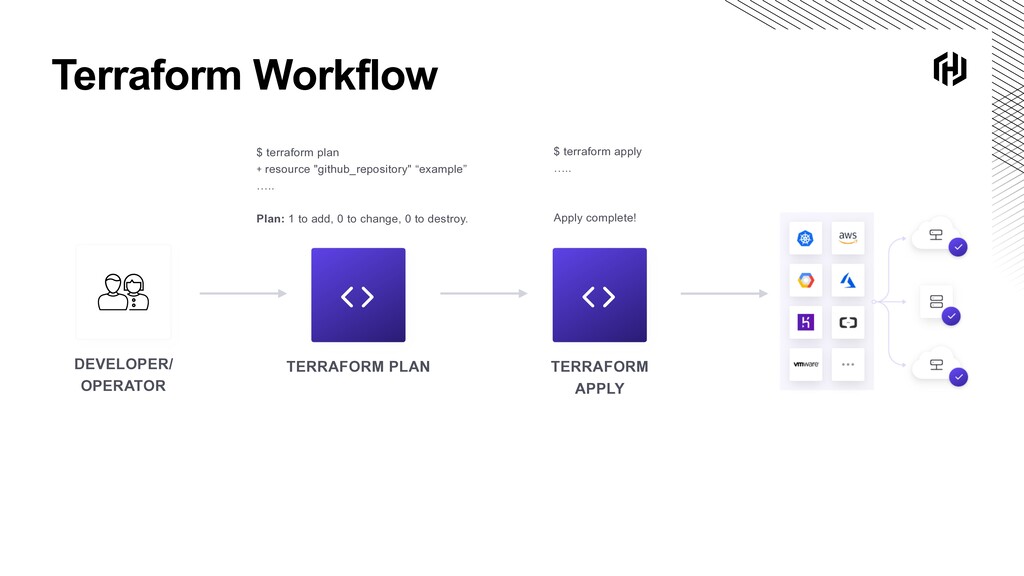 Terraform Workflow
$ terraform plan
+ resource "github_repository" “example”
…..
Plan: 1 to add, 0 to change, 0 to destroy.
$ terraform apply
…..
Apply complete!
DEVELOPER/
OPERATOR
TERRAFORM PLAN
TERRAFORM
APPLY
aws
vmware